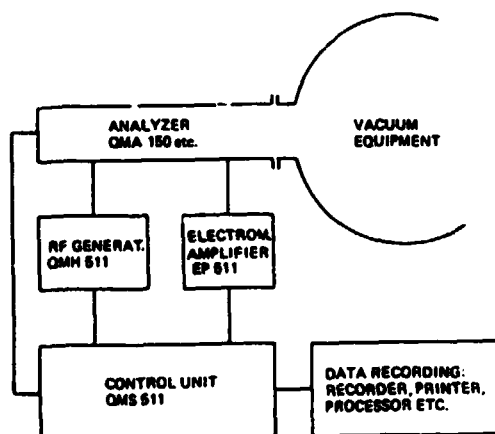 ANALYZER
QMA 150 etc.
VACUUM
EQUIPMENT
RF GENERAT.
QMH 511
ELECTROM.
AMPLIFIER
EP 511
CONTROL UNIT
QMS 511
DATA RECORDING:
RECORDER, PRINTER,
PROCESSOR ETC.